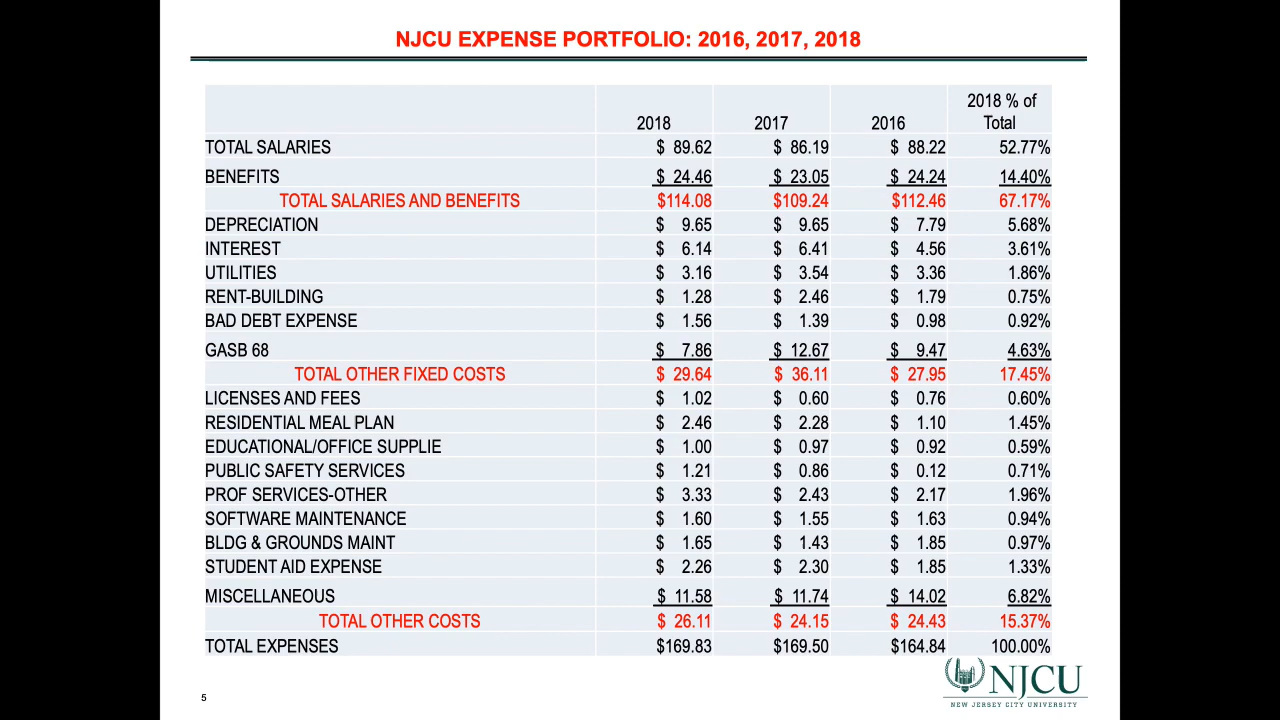 NJCU EXPENSE PORTFOLIO: 2016, 2017, 2018
2018 2017 2016 2018 % of Total
TOTAL SALARIES $ 89.62 $ 86.19 $ 88.22 52.77%
BENEFITS $ 24.46 $ 23.05 $ 24.24 14.40%
TOTAL SALARIES AND BENEFITS $114.08 $109.24 $112.46 67.17%
DEPRECIATION $ 9.65 $ 9.65 $ 7.79 5.68%
INTEREST $ 6.14 $ 6.41 $ 4.56 3.61%
UTILITIES $ 3.16 $ 3.54 $ 3.36 1.86%
RENT-BUILDING $ 1.28 $ 2.46 $ 1.79 0.75%
BAD DEBT EXPENSE $ 1.56 $ 1.39 $ 0.98 0.92%
GASB 68 $ 7.86 $ 12.67 $ 9.47 4.63%
TOTAL OTHER FIXED COSTS $ 29.64 $ 36.11 $ 27.95 17.45%
LICENSES AND FEES $ 1.02 $ 0.60 $ 0.76 0.60%
RESIDENTIAL MEAL PLAN $ 2.46 $ 2.28 $ 1.10 1.45%
EDUCATIONAL/OFFICE SUPPLIE $ 1.00 $ 0.97 $ 0.92 0.59%
PUBLIC SAFETY SERVICES $ 1.21 $ 0.86 $ 0.12 0.71%
PROF SERVICES-OTHER $ 3.33 $ 2.43 $ 2.17 1.96%
SOFTWARE MAINTENANCE $ 1.60 $ 1.55 $ 1.63 0.94%
BLDG & GROUNDS MAINT $ 1.65 $ 1.43 $ 1.85 0.97%
STUDENT AID EXPENSE $ 2.26 $ 2.30 $ 1.85 1.33%
MISCELLANEOUS $ 11.58 $ 11.74 $ 14.02 6.82%
TOTAL OTHER COSTS $ 26.11 $ 24.15 $ 24.43 15.37%
TOTAL EXPENSES $169.83 $169.50 $164.84 100.00%
NJCU
NEW JERSEY CITY UNIVERSITY
5